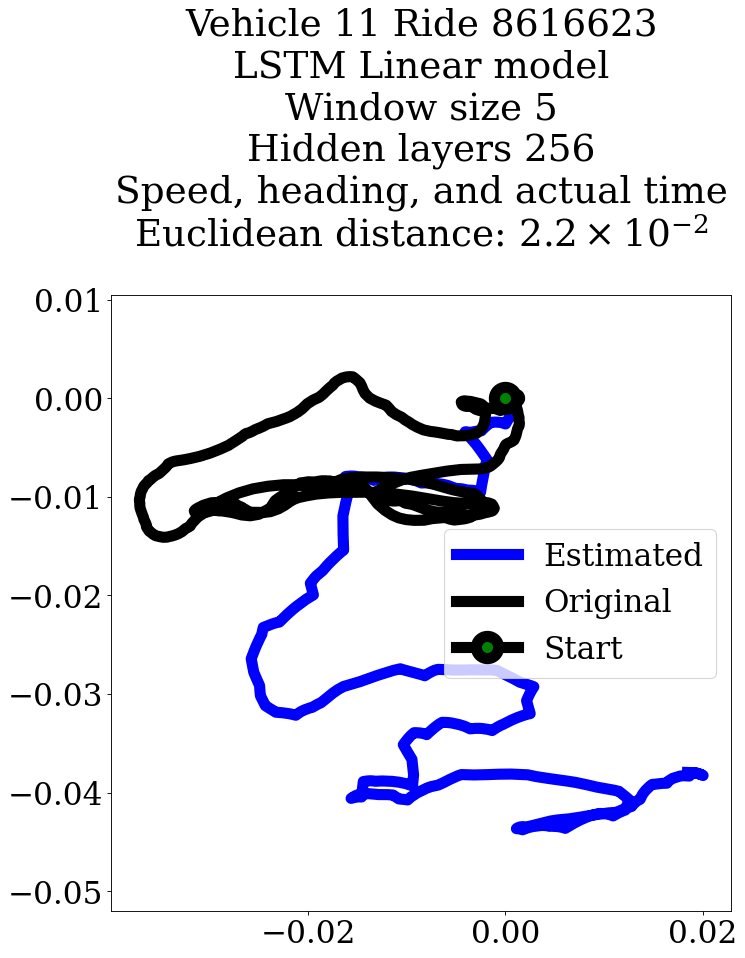 Vehicle 11 Ride 8616623
LSTM Linear model
Window size 5
Hidden layers 256
Speed, heading, and actual time
Euclidean distance: 2.2 × 10⁻²
0.01
0.00
−0.01
−0.02
−0.03
−0.04
−0.05
Estimated
Original
Start
−0.02 0.00 0.02